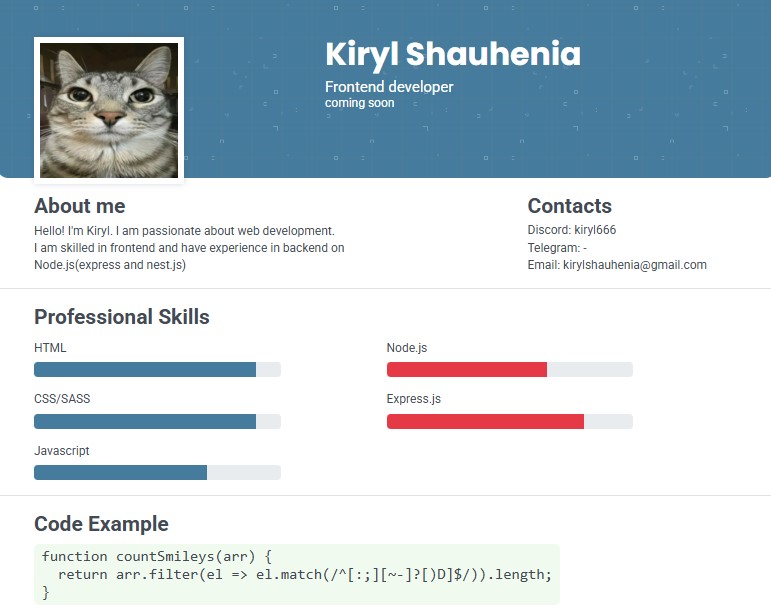 Kiryl Shauhenia
Frontend developer
coming soon
About me
Hello! I'm Kiryl. I am passionate about web development.
I am skilled in frontend and have experience in backend on
Node.js(express and nest.js)
Contacts
Discord: kiryl666
Telegram: -
Email: kirylshauhenia@gmail.com
Professional Skills
HTML
CSS/SASS
Javascript
Node.js
Express.js
Code Example
function countSmileys(arr) {
  return arr.filter(el => el.match(/^[:;][~-]?[)D]$/)).length;
}